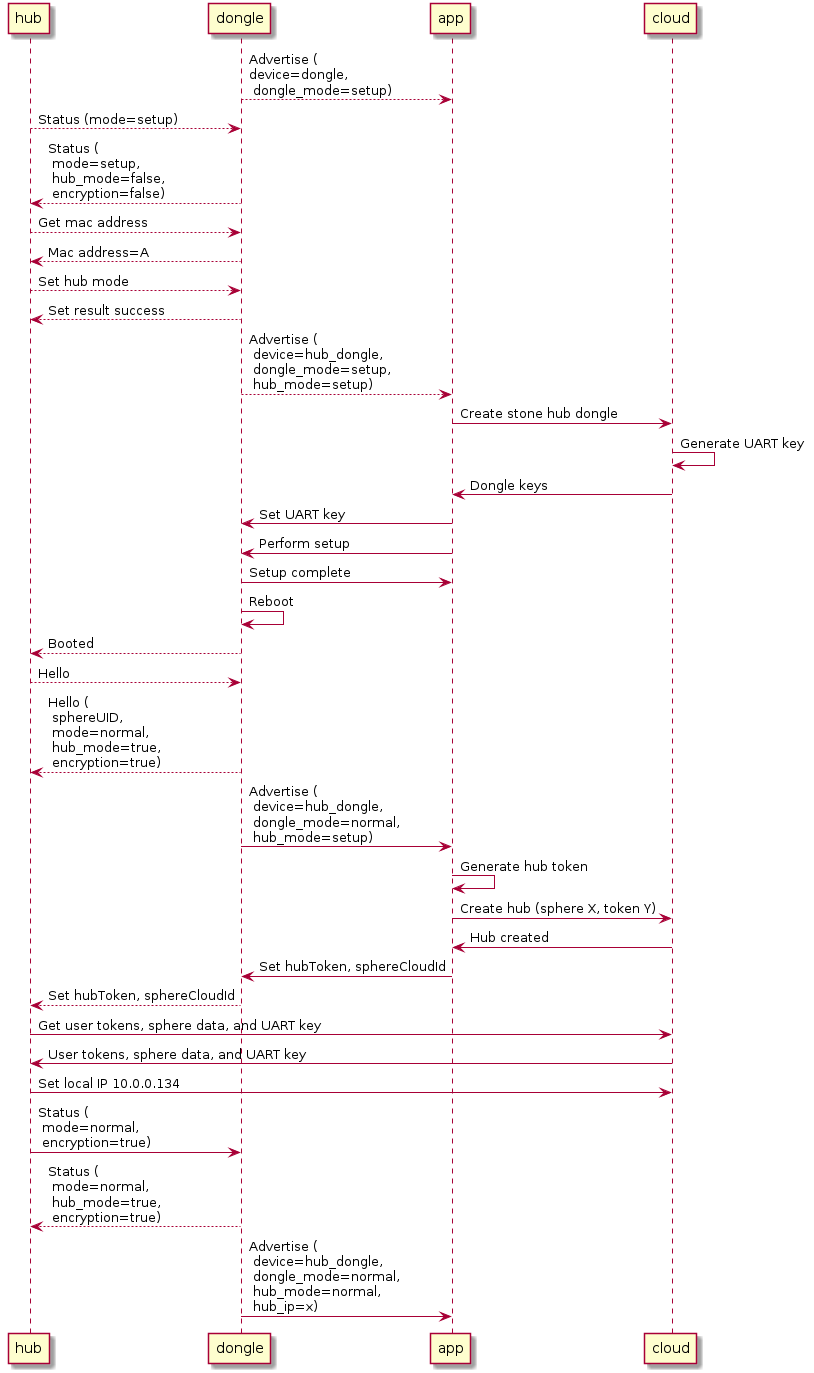 hub
dongle
app
cloud
Advertise (
device=dongle,
dongle_mode=setup)
Status (mode=setup)
Status (
mode=setup,
hub_mode=false,
encryption=false)
Get mac address
Mac address=A
Set hub mode
Set result success
Advertise (
device=hub_dongle,
dongle_mode=setup,
hub_mode=setup)
Create stone hub dongle
Generate UART key
Dongle keys
Set UART key
Perform setup
Setup complete
Reboot
Booted
Hello
Hello (
sphereUID,
mode=normal,
hub_mode=true,
encryption=true)
Advertise (
device=hub_dongle,
dongle_mode=normal,
hub_mode=setup)
Generate hub token
Create hub (sphere X, token Y)
Hub created
Set hubToken, sphereCloudId
Set hubToken, sphereCloudId
Get user tokens, sphere data, and UART key
User tokens, sphere data, and UART key
Set local IP 10.0.0.134
Status (
mode=normal,
encryption=true)
Status (
mode=normal,
hub_mode=true,
encryption=true)
Advertise (
device=hub_dongle,
dongle_mode=normal,
hub_mode=normal,
hub_ip=x)
hub
dongle
app
cloud